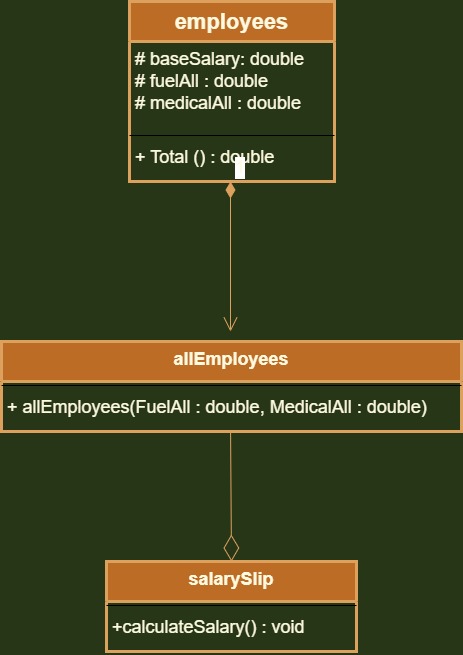 employees
# baseSalary: double
# fuelAll : double
# medicalAll : double
+ Total () : double
allEmployees
+ allEmployees(FuelAll : double, MedicalAll : double)
salarySlip
+calculateSalary() : void